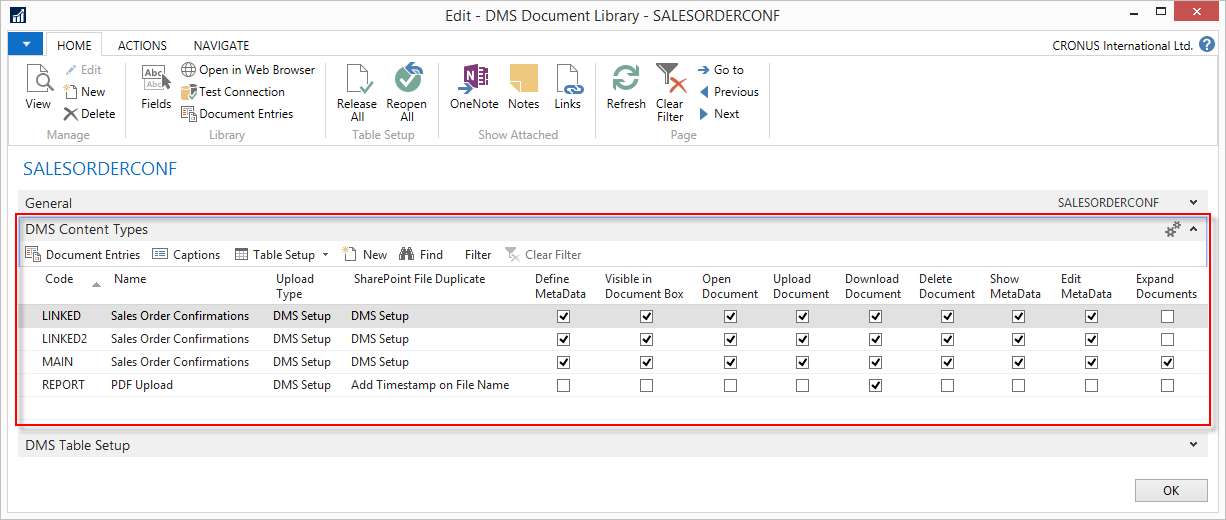 Edit - DMS Document Library - SALESORDERCONF
HOME ACTIONS NAVIGATE CRONUS International Ltd. ?
View
Edit
New
Delete
Manage
Abc
Abc
Fields
Open in Web Browser
Test Connection
Document Entries
Library
Release
All
Reopen
All
Table Setup
N
OneNote
Notes
Links
Show Attached
Refresh
Clear
Filter
Go to
Previous
Next
Page
SALESORDERCONF
General SALESORDERCONF
DMS Content Types
Document Entries Captions Table Setup New Find Filter Clear Filter
Code Name Upload Type SharePoint File Duplicate Define MetaData Visible in Document Box Open Document Upload Document Download Document Delete Document Show MetaData Edit MetaData Expand Documents
LINKED Sales Order Confirmations DMS Setup DMS Setup
LINKED2 Sales Order Confirmations DMS Setup DMS Setup
MAIN Sales Order Confirmations DMS Setup DMS Setup
REPORT PDF Upload DMS Setup Add Timestamp on File Name
DMS Table Setup
OK